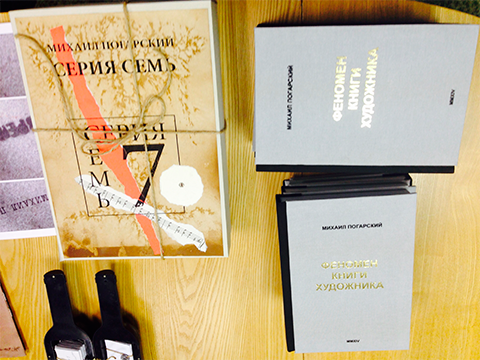 МИХАИЛ ПОГАРСКИЙ
СЕРИЯ СЕМЬ
СЕРИЯ
Е
М
Ь
7
МИХАИЛ ПОГАРСКИЙ
ФЕНОМЕН
КНИГИ
ХУДОЖНИКА
МИХАИЛ ПОГАРСКИЙ
ФЕНОМЕН
КНИГИ
ХУДОЖНИКА